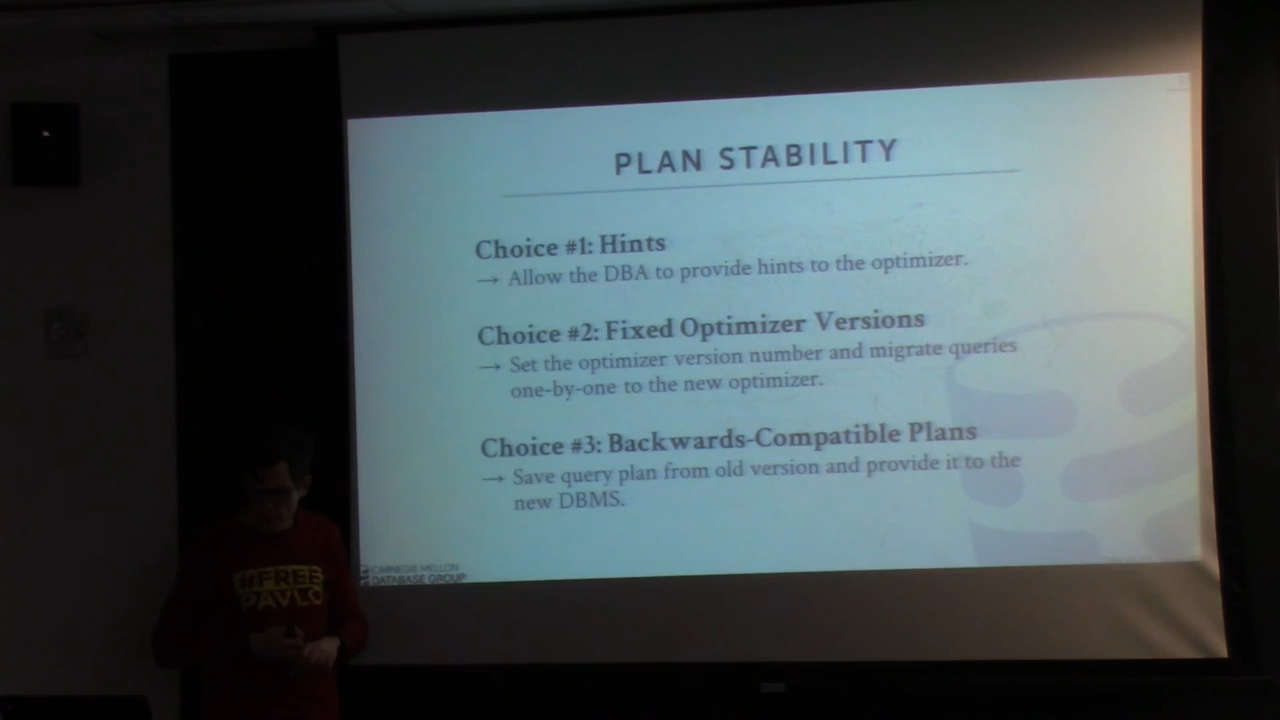 PLAN STABILITY
Choice #1: Hints
→ Allow the DBA to provide hints to the optimizer.
Choice #2: Fixed Optimizer Versions
→ Set the optimizer version number and migrate queries
one-by-one to the new optimizer.
Choice #3: Backwards-Compatible Plans
→ Save query plan from old version and provide it to the
new DBMS.
CARNEGIE MELLON
DATABASE GROUP
#FREE
PAVLO